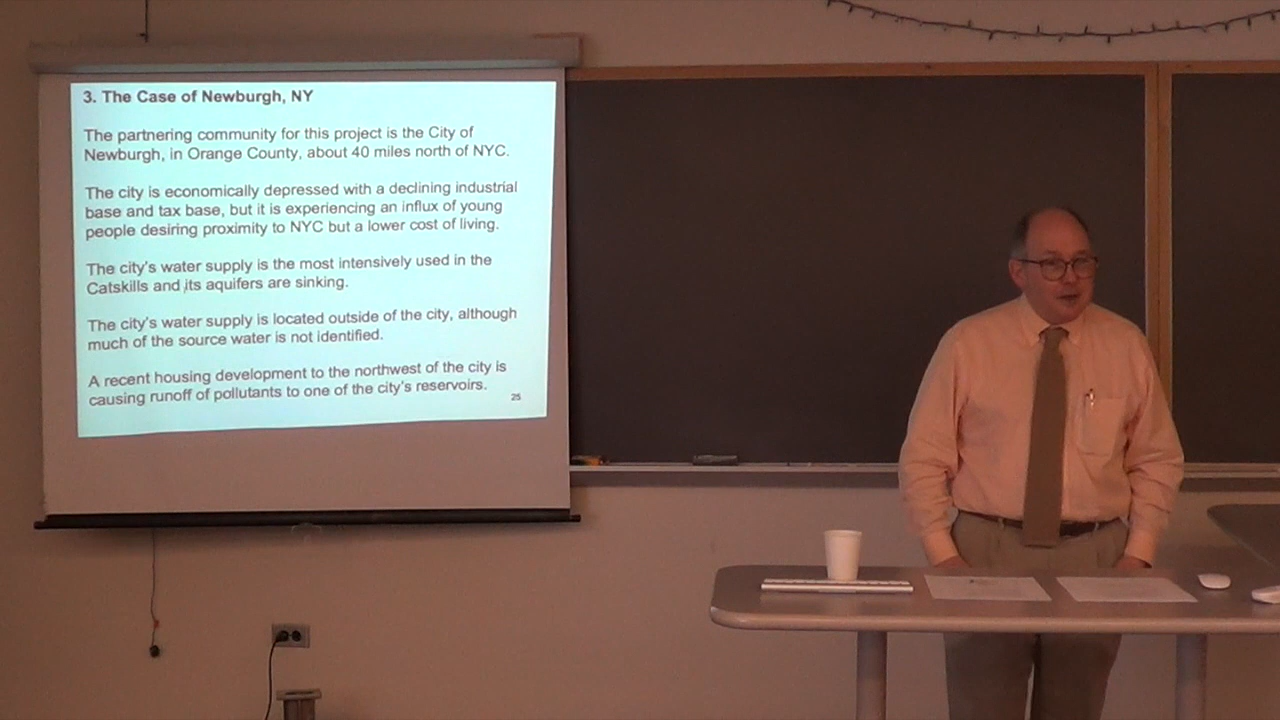 3. The Case of Newburgh, NY
The partnering community for this project is the City of
Newburgh, in Orange County, about 40 miles north of NYC.
The city is economically depressed with a declining industrial
base and tax base, but it is experiencing an influx of young
people desiring proximity to NYC but a lower cost of living.
The city's water supply is the most intensively used in the
Catskills and its aquifers are sinking.
The city's water supply is located outside of the city, although
much of the source water is not identified.
A recent housing development to the northwest of the city is
causing runoff of pollutants to one of the city's reservoirs.
25